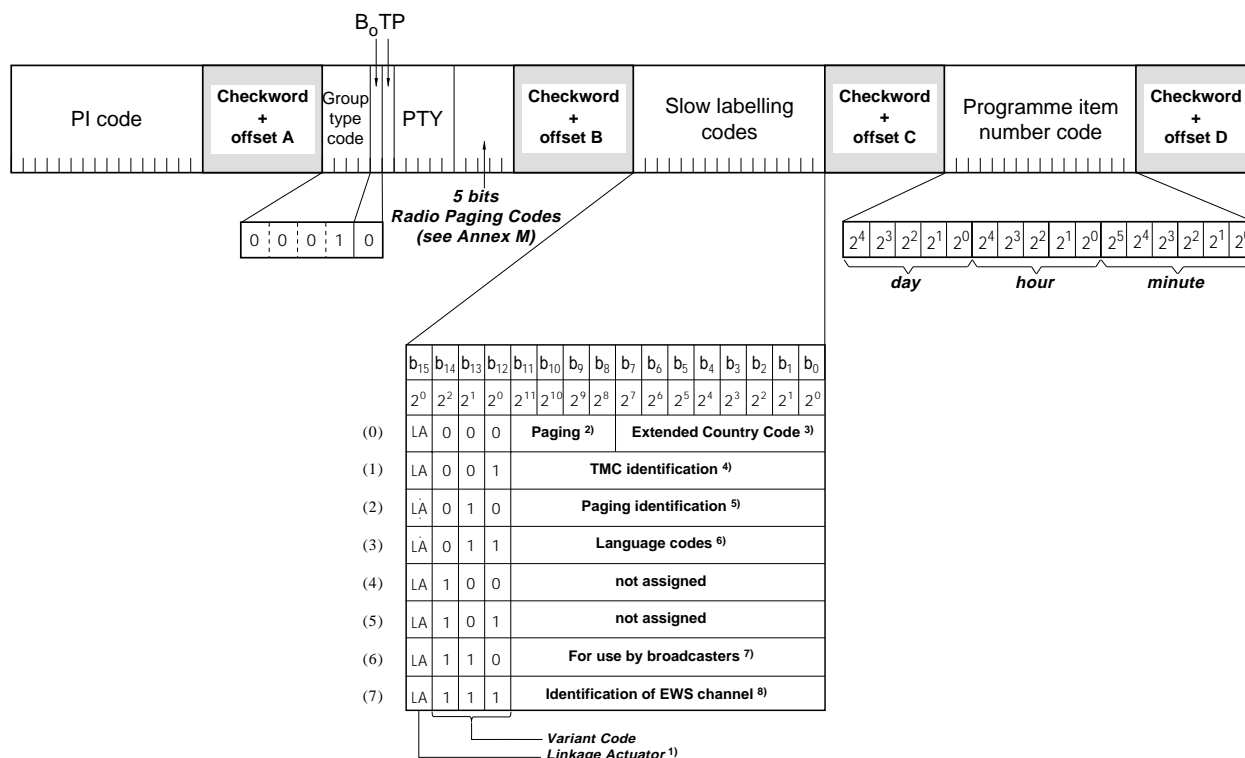 B₀TP
PI code
Checkword + offset A
Group type code
PTY
Checkword + offset B
Slow labelling codes
Checkword + offset C
Programme item number code
Checkword + offset D
5 bits
Radio Paging Codes
(see Annex M)
0 0 0 1 0
2⁴ 2³ 2² 2¹ 2⁰ 2⁴ 2³ 2² 2¹ 2⁰ 2⁵ 2⁴ 2³ 2² 2¹
day hour minute
b₁₅ b₁₄ b₁₃ b₁₂ b₁₁ b₁₀ b₉ b₈ b₇ b₆ b₅ b₄ b₃ b₂ b₁ b₀
2⁰ 2² 2¹ 2⁰ 2¹¹ 2¹⁰ 2⁹ 2⁸ 2⁷ 2⁶ 2⁵ 2⁴ 2³ 2² 2¹ 2⁰
(0) LA 0 0 0 Paging ²⁾ Extended Country Code ³⁾
(1) LA 0 0 1 TMC identification ⁴⁾
(2) LA 0 1 0 Paging identification ⁵⁾
(3) LA 0 1 1 Language codes ⁶⁾
(4) LA 1 0 0 not assigned
(5) LA 1 0 1 not assigned
(6) LA 1 1 0 For use by broadcasters ⁷⁾
(7) LA 1 1 1 Identification of EWS channel ⁸⁾
Variant Code
Linkage Actuator ¹⁾